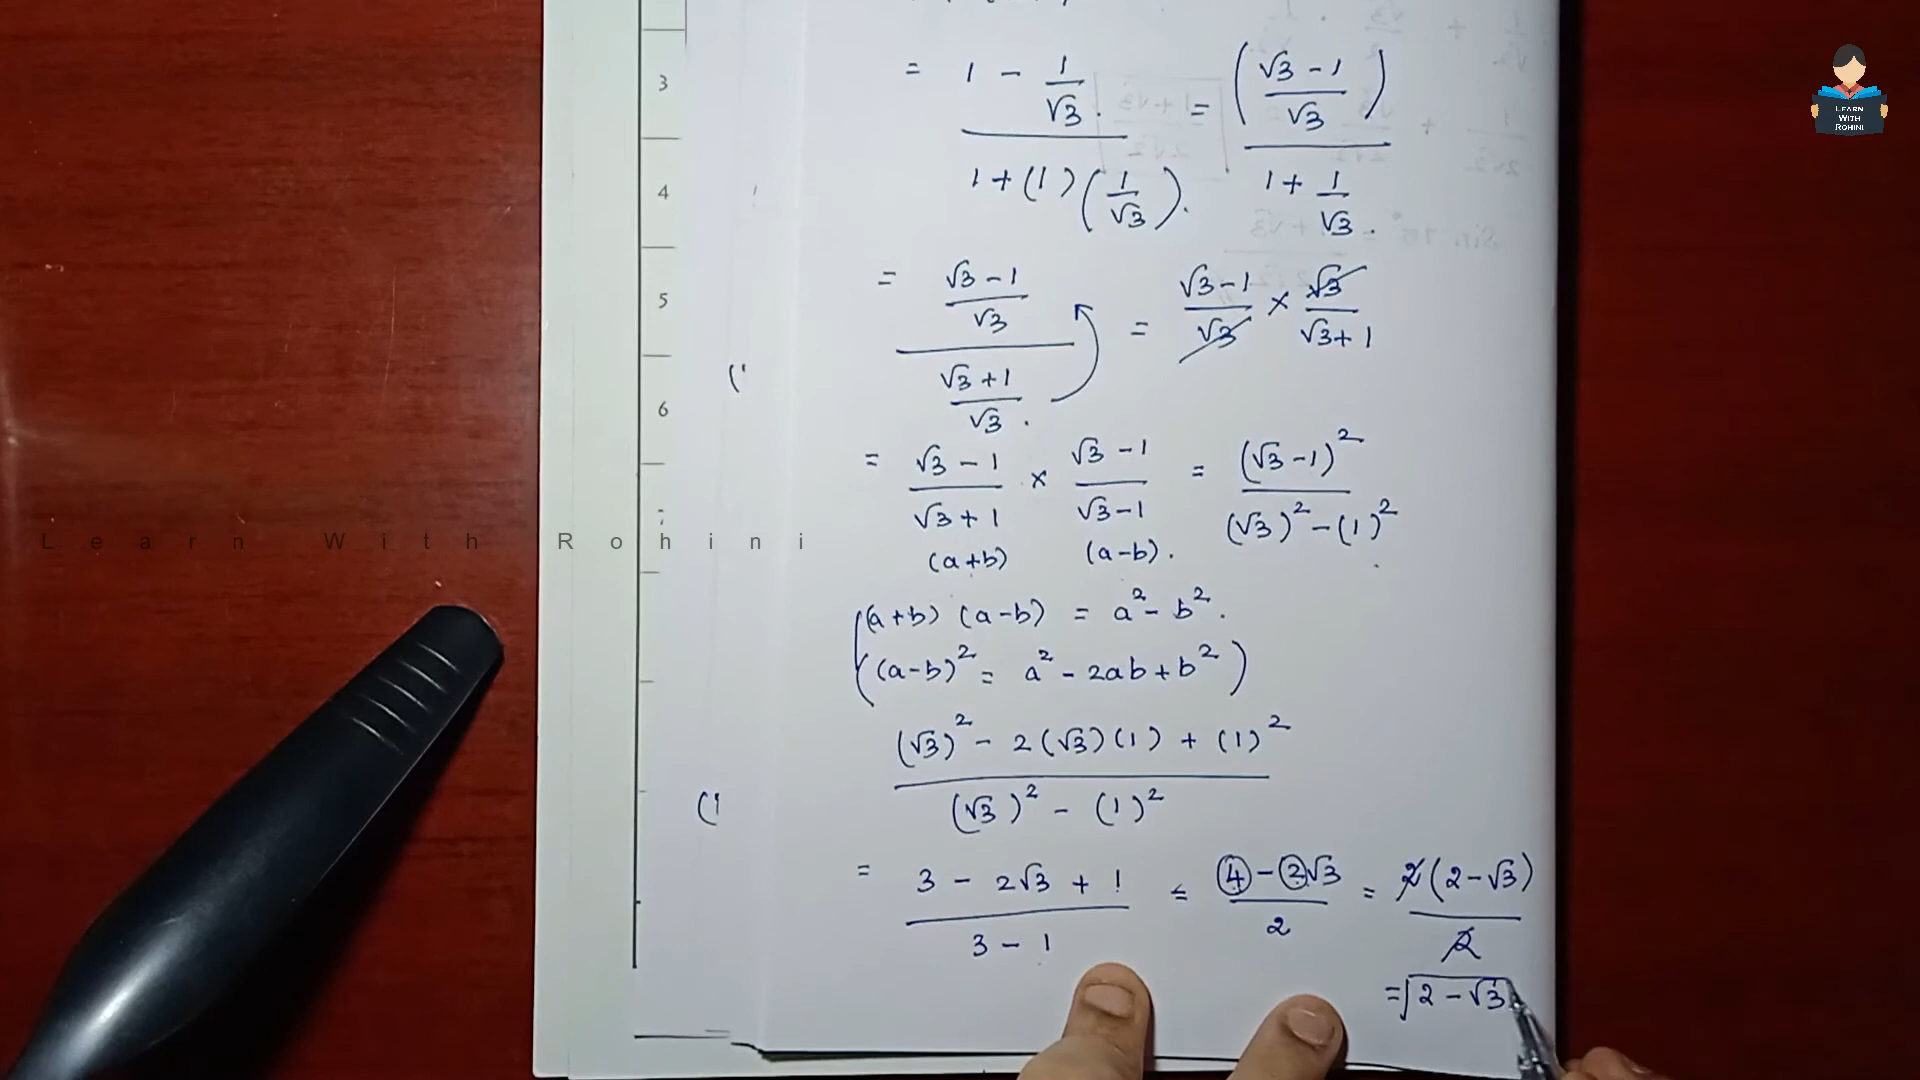 LEARN
WITH
ROHINI
3
4
5
6
= 1 - 1/√3 / 1+(1)(1/√3). = (√3-1/√3) / 1+1/√3.
= √3-1/√3 / √3+1/√3. = √3-1/√3 × √3/√3+1
= √3-1/√3+1 × √3-1/√3-1 = (√3-1)²/(√3)²-(1)²
(a+b) (a-b).
Learn With Rohini
(a+b) (a-b) = a²-b².
(a-b)² = a²-2ab+b²)
(√3)² - 2(√3)(1) + (1)² / (√3)² - (1)²
= 3-2√3+1 / 3-1 = 4-2√3 / 2 = 2(2-√3) / 2
= 2-√3